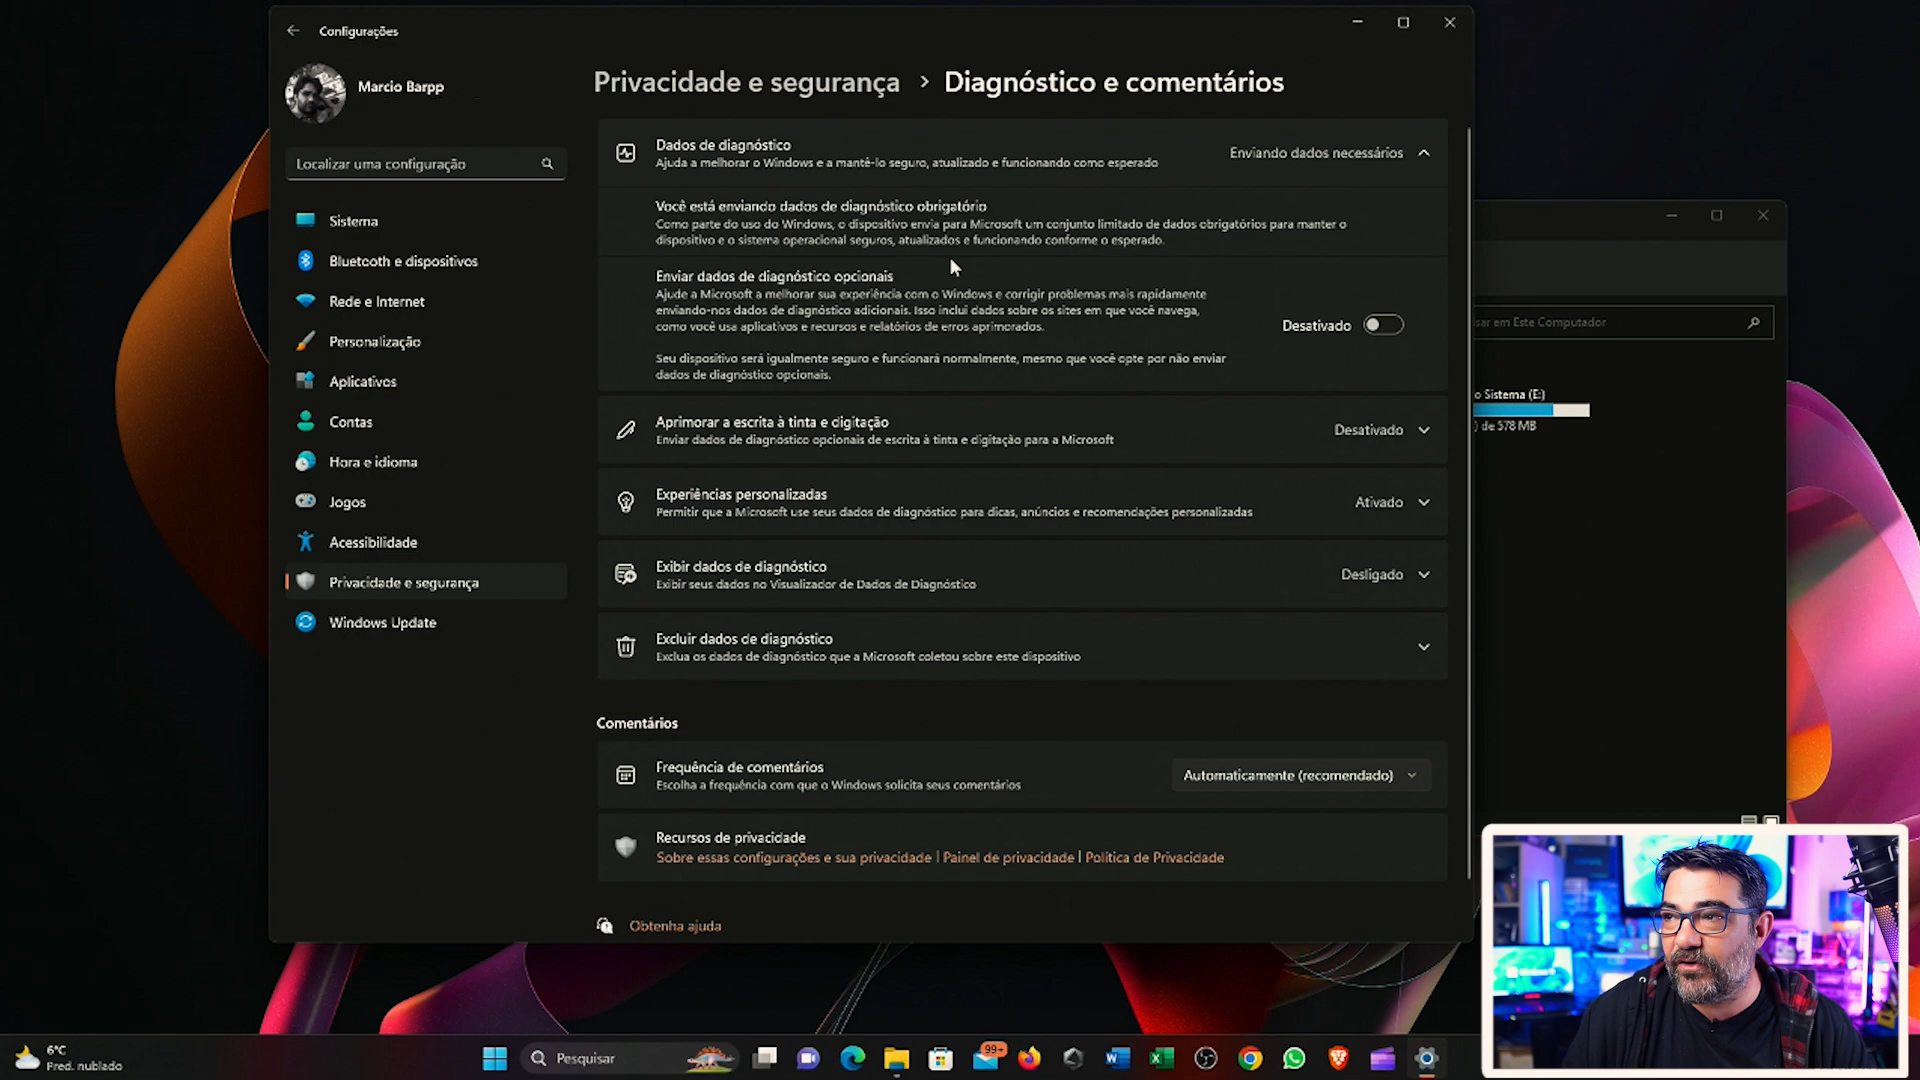 Configurações
Marcio Barpp
Localizar uma configuração
Sistema
Bluetooth e dispositivos
Rede e Internet
Personalização
Aplicativos
Contas
Hora e idioma
Jogos
Acessibilidade
Privacidade e segurança
Windows Update
Privacidade e segurança > Diagnóstico e comentários
Dados de diagnóstico
Ajuda a melhorar o Windows e a mantê-lo seguro, atualizado e funcionando como esperado
Enviando dados necessários
Você está enviando dados de diagnóstico obrigatório
Como parte do uso do Windows, o dispositivo envia para Microsoft um conjunto limitado de dados obrigatórios para manter o
dispositivo e o sistema operacional seguros, atualizados e funcionando conforme o esperado.
Enviar dados de diagnóstico opcionais
Ajude a Microsoft a melhorar sua experiência com o Windows e corrigir problemas mais rapidamente
enviando-nos dados de diagnóstico adicionais. Isso inclui dados sobre os sites em que você navega,
como você usa aplicativos e recursos e relatórios de erros aprimorados.
Desativado
Seu dispositivo será igualmente seguro e funcionará normalmente, mesmo que você opte por não enviar
dados de diagnóstico opcionais.
Aprimorar a escrita à tinta e digitação
Enviar dados de diagnóstico opcionais de escrita à tinta e digitação para a Microsoft
Desativado
Experiências personalizadas
Permitir que a Microsoft use seus dados de diagnóstico para dicas, anúncios e recomendações personalizadas
Ativado
Exibir dados de diagnóstico
Exibir seus dados no Visualizador de Dados de Diagnóstico
Desligado
Excluir dados de diagnóstico
Exclua os dados de diagnóstico que a Microsoft coletou sobre este dispositivo
Comentários
Frequência de comentários
Escolha a frequência com que o Windows solicita seus comentários
Automaticamente (recomendado)
Recursos de privacidade
Sobre essas configurações e sua privacidade | Painel de privacidade | Política de Privacidade
Obtenha ajuda
sar em Este Computador
o Sistema (E:)
) de 578 MB
6°C
Pred. nublado
Pesquisar
99+